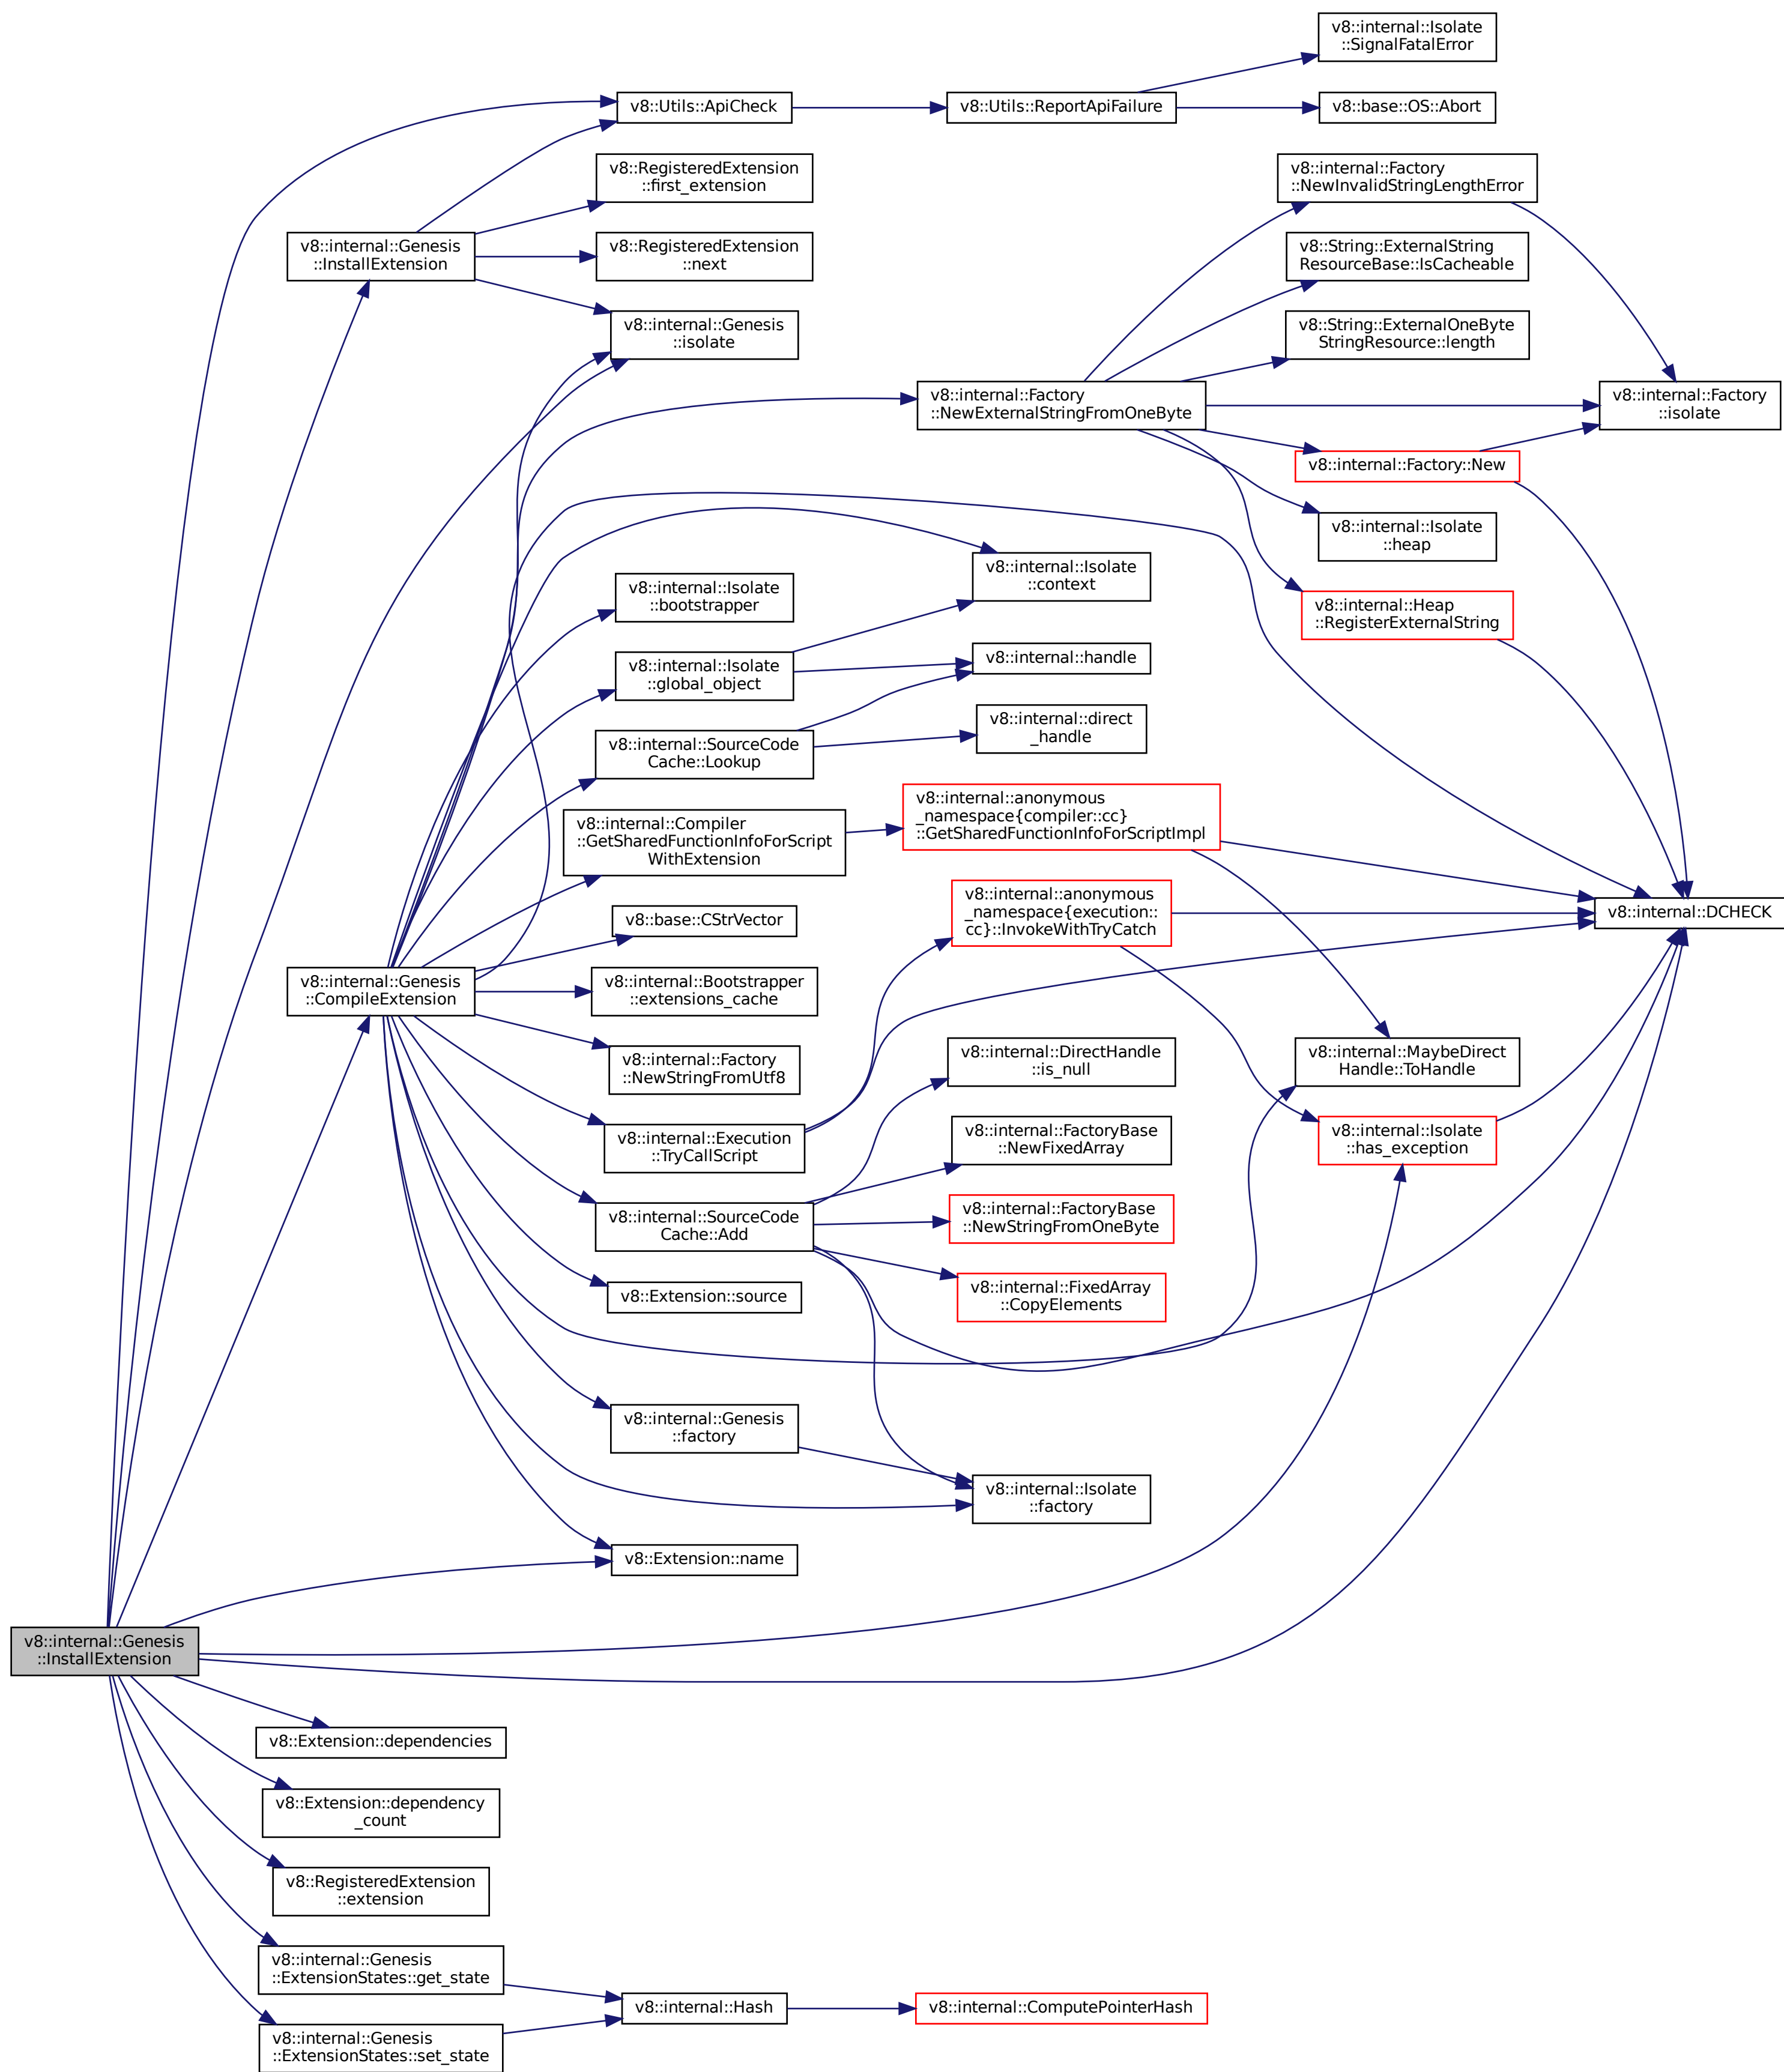 v8::internal::Isolate
::SignalFatalError
v8::Utils::ApiCheck
v8::Utils::ReportApiFailure
v8::base::OS::Abort
v8::RegisteredExtension
::first_extension
v8::internal::Factory
::NewInvalidStringLengthError
v8::internal::Genesis
::InstallExtension
v8::RegisteredExtension
::next
v8::String::ExternalString
ResourceBase::IsCacheable
v8::internal::Genesis
::isolate
v8::String::ExternalOneByte
StringResource::length
v8::internal::Factory
::NewExternalStringFromOneByte
v8::internal::Factory
::isolate
v8::internal::Factory::New
v8::internal::Isolate
::heap
v8::internal::Isolate
::context
v8::internal::Isolate
::bootstrapper
v8::internal::Heap
::RegisterExternalString
v8::internal::Isolate
::global_object
v8::internal::handle
v8::internal::direct
_handle
v8::internal::SourceCode
Cache::Lookup
v8::internal::Compiler
::GetSharedFunctionInfoForScript
WithExtension
v8::internal::anonymous
_namespace{compiler::cc}
::GetSharedFunctionInfoForScriptImpl
v8::internal::anonymous
_namespace{execution::
cc}::InvokeWithTryCatch
v8::internal::DCHECK
v8::base::CStrVector
v8::internal::Genesis
::CompileExtension
v8::internal::Bootstrapper
::extensions_cache
v8::internal::Factory
::NewStringFromUtf8
v8::internal::DirectHandle
::is_null
v8::internal::MaybeDirect
Handle::ToHandle
v8::internal::Execution
::TryCallScript
v8::internal::FactoryBase
::NewFixedArray
v8::internal::Isolate
::has_exception
v8::internal::SourceCode
Cache::Add
v8::internal::FactoryBase
::NewStringFromOneByte
v8::Extension::source
v8::internal::FixedArray
::CopyElements
v8::internal::Genesis
::factory
v8::internal::Isolate
::factory
v8::Extension::name
v8::internal::Genesis
::InstallExtension
v8::Extension::dependencies
v8::Extension::dependency
_count
v8::RegisteredExtension
::extension
v8::internal::Genesis
::ExtensionStates::get_state
v8::internal::Hash
v8::internal::ComputePointerHash
v8::internal::Genesis
::ExtensionStates::set_state